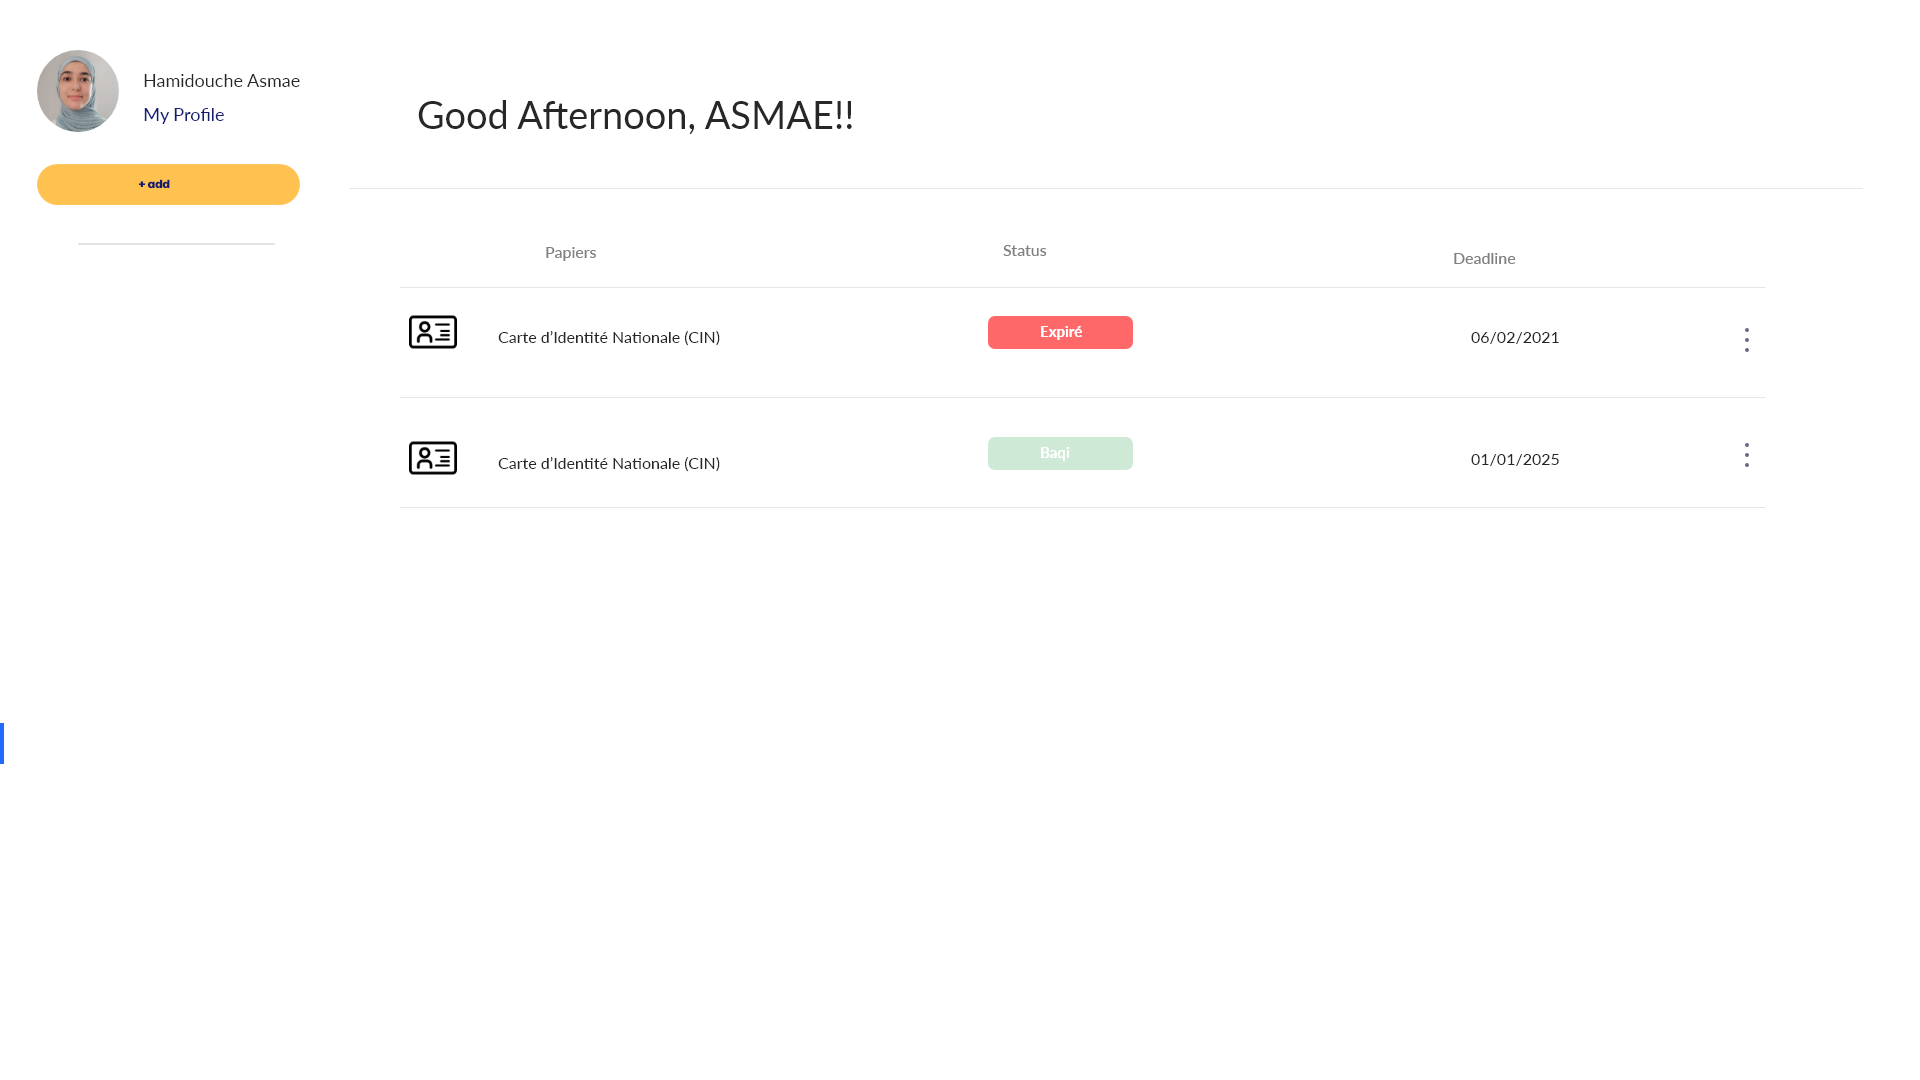 Hamidouche Asmae
My Profile
+ add
Good Afternoon, ASMAE!!
Papiers Status Deadline
Carte d’Identité Nationale (CIN) Expiré 06/02/2021
Carte d’Identité Nationale (CIN) Baqi 01/01/2025